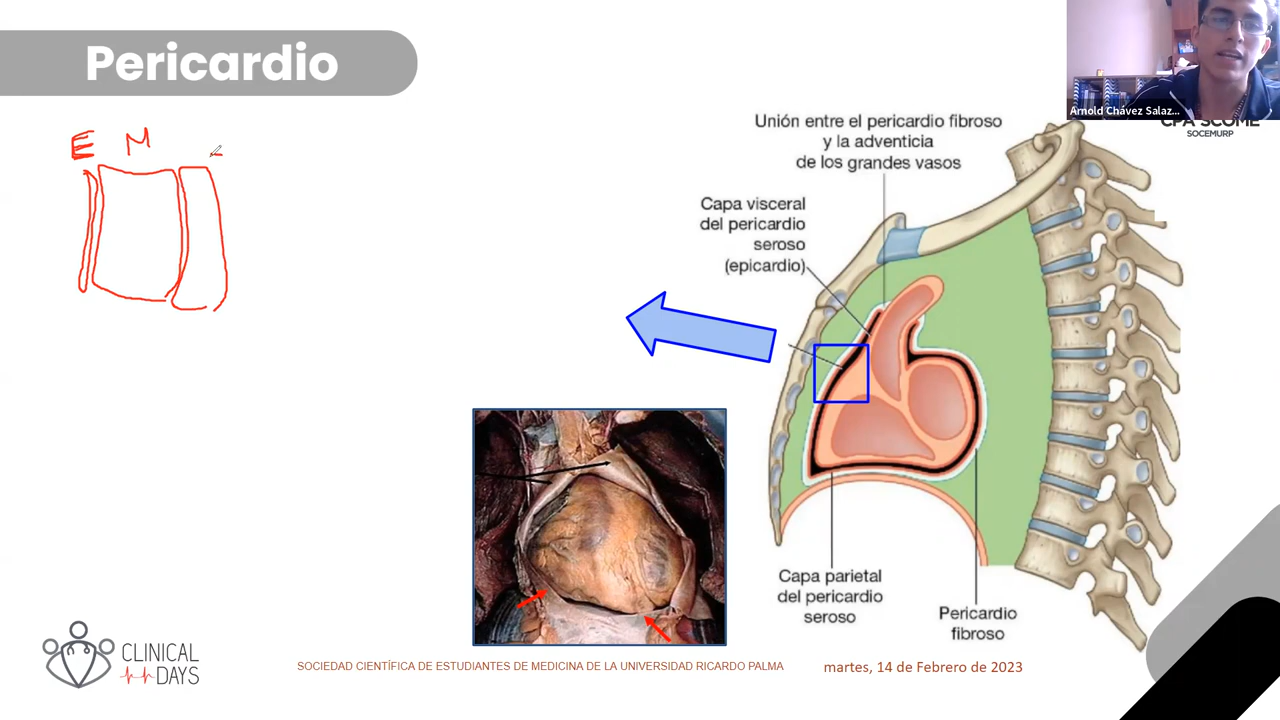 Pericardio
Arnold Chávez Salaz...
SOCEMURP
E M
Unión entre el pericardio fibroso
y la adventicia
de los grandes vasos
Capa visceral
del pericardio
seroso
(epicardio)
Capa parietal
del pericardio
seroso
Pericardio
fibroso
CLINICAL
DAYS
SOCIEDAD CIENTÍFICA DE ESTUDIANTES DE MEDICINA DE LA UNIVERSIDAD RICARDO PALMA
martes, 14 de Febrero de 2023